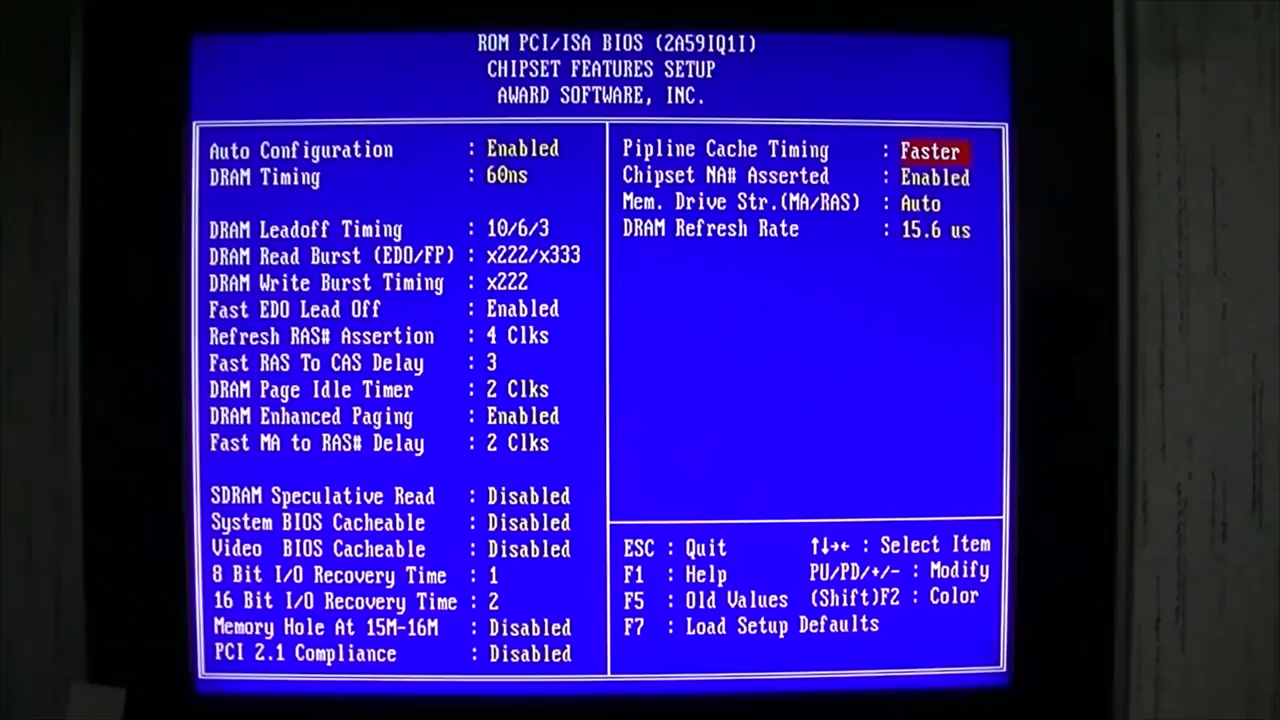 ROM PCI/ISA BIOS (2A59IQ1I)
CHIPSET FEATURES SETUP
AWARD SOFTWARE, INC.
Auto Configuration : Enabled
DRAM Timing : 60ns
DRAM Leadoff Timing : 10/6/3
DRAM Read Burst (EDO/FP) : x222/x333
DRAM Write Burst Timing : x222
Fast EDO Lead Off : Enabled
Refresh RAS# Assertion : 4 Clks
Fast RAS To CAS Delay : 3
DRAM Page Idle Timer : 2 Clks
DRAM Enhanced Paging : Enabled
Fast MA to RAS# Delay : 2 Clks
SDRAM Speculative Read : Disabled
System BIOS Cacheable : Disabled
Video BIOS Cacheable : Disabled
8 Bit I/O Recovery Time : 1
16 Bit I/O Recovery Time : 2
Memory Hole At 15M-16M : Disabled
PCI 2.1 Compliance : Disabled
Pipline Cache Timing : Faster
Chipset NA# Asserted : Enabled
Mem. Drive Str.(MA/RAS) : Auto
DRAM Refresh Rate : 15.6 us
ESC : Quit ↑↓→← : Select Item
F1 : Help PU/PD/+/- : Modify
F5 : Old Values (Shift)F2 : Color
F7 : Load Setup Defaults